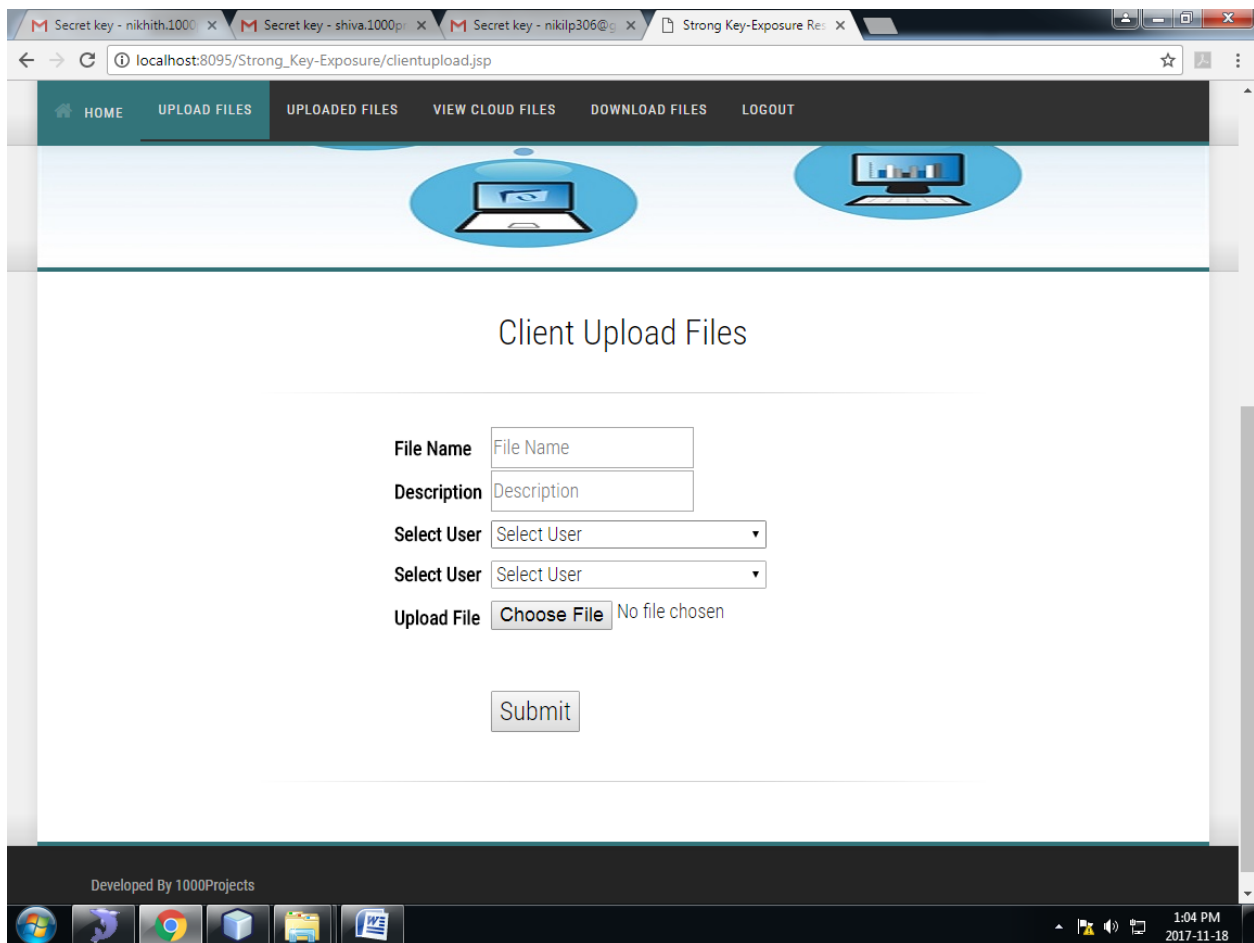 Secret key - nikhith.1000
Secret key - shiva.1000pr
Secret key - nikilp306@g
Strong Key-Exposure Res
localhost:8095/Strong_Key-Exposure/clientupload.jsp
HOME UPLOAD FILES UPLOADED FILES VIEW CLOUD FILES DOWNLOAD FILES LOGOUT
Client Upload Files
File Name File Name
Description Description
Select User Select User
Select User Select User
Upload File Choose File No file chosen
Submit
Developed By 1000Projects
1:04 PM
2017-11-18